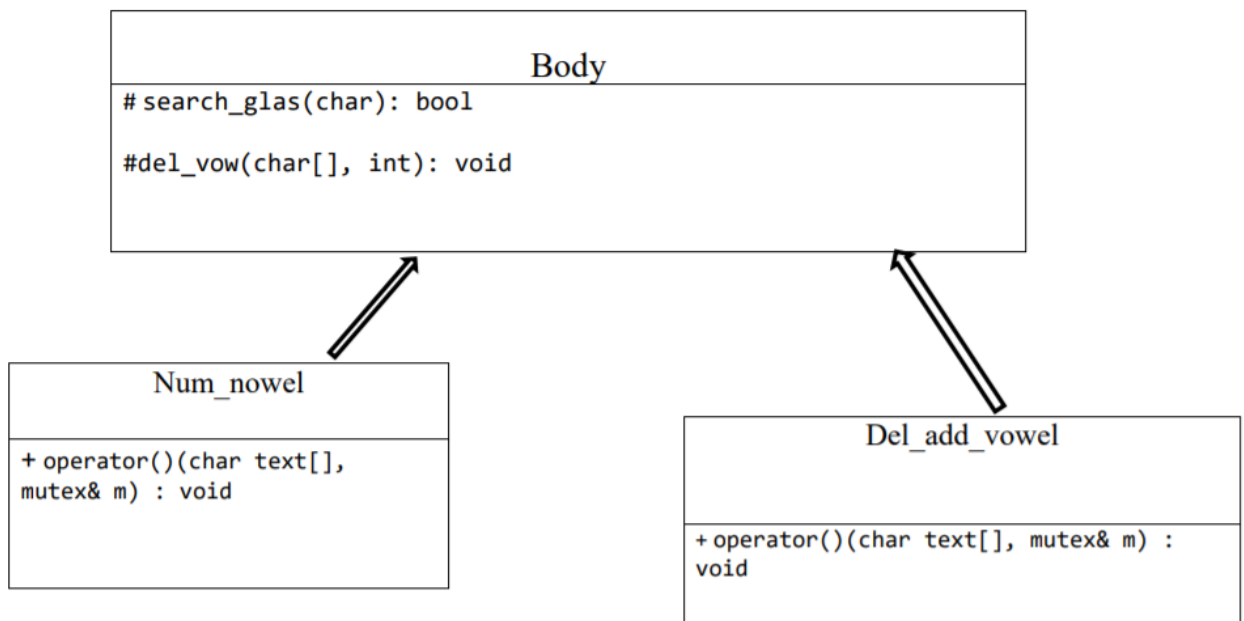 Body
# search_glas(char): bool
#del_vow(char[], int): void
Num_nowel
+ operator()(char text[],
mutex& m) : void
Del_add_vowel
+ operator()(char text[], mutex& m) :
void